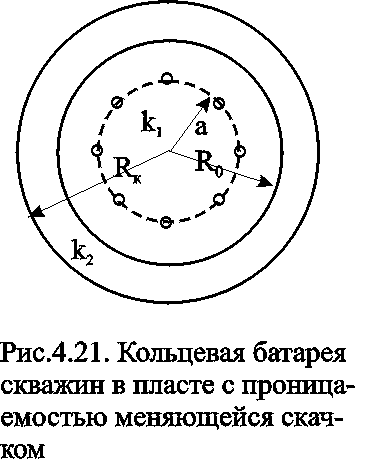 k₁
a
Rк
R₀
k₂
Рис.4.21. Кольцевая батарея
скважин в пласте с проница-
емостью меняющейся скач-
ком